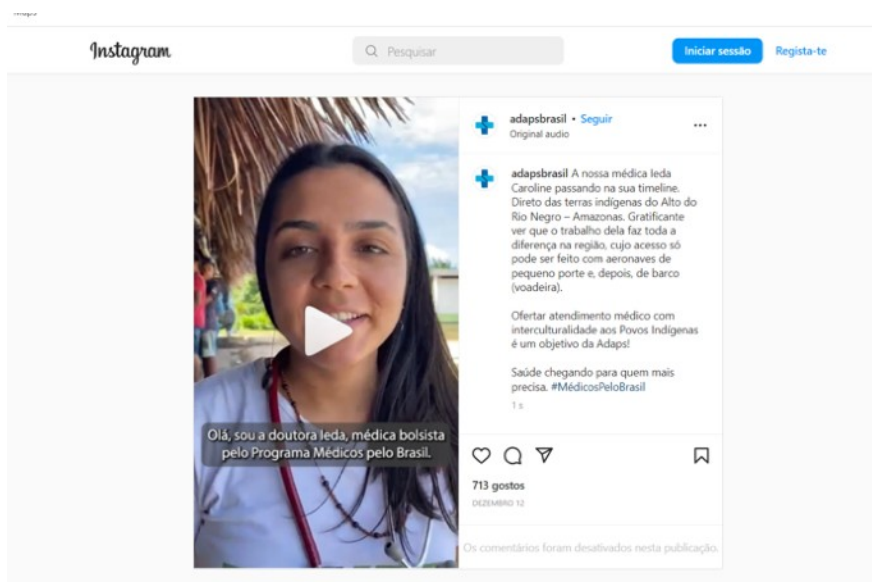 Instagram
Pesquisar
Iniciar sessão
Regista-te
adapsbrasil • Seguir
Original audio
adapsbrasil A nossa médica Ieda
Caroline passando na sua timeline.
Direto das terras indígenas do Alto do
Rio Negro – Amazonas. Gratificante
ver que o trabalho dela faz toda a
diferença na região, cujo acesso só
pode ser feito com aeronaves de
pequeno porte e, depois, de barco
(voadeira).
Ofertar atendimento médico com
interculturalidade aos Povos Indígenas
é um objetivo da Adaps!
Saúde chegando para quem mais
precisa. #MédicosPeloBrasil
1 s
Olá, sou a doutora Ieda, médica bolsista
pelo Programa Médicos pelo Brasil.
713 gostos
DEZEMBRO 12
Os comentários foram desativados nesta publicação.